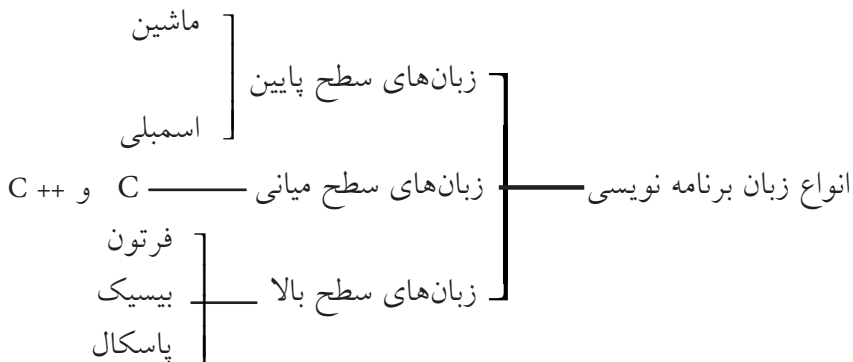 انواع زبان برنامه نویسی
زبان‌های سطح پایین
ماشین
اسمبلی
زبان‌های سطح میانی
C و C ++
زبان‌های سطح بالا
فرتون
بیسیک
پاسکال